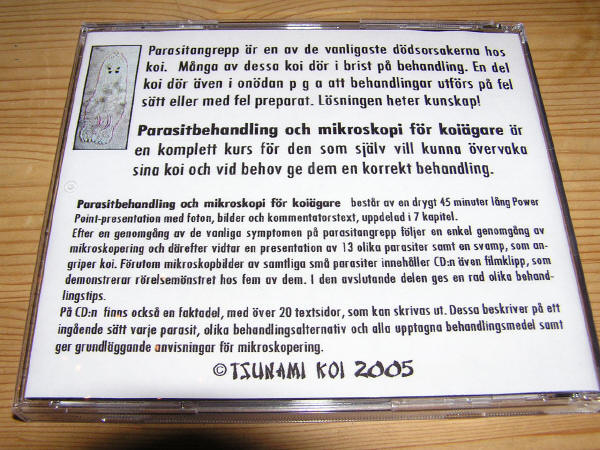 Parasitangrepp är en av de vanligaste dödsorsakerna hos
koi. Många av dessa koi dör i brist på behandling. En del
koi dör även i onödan p g a att behandlingar utförs på fel
sätt eller med fel preparat. Lösningen heter kunskap!
Parasitbehandling och mikroskopi för koiägare är
en komplett kurs för den som själv vill kunna övervaka
sina koi och vid behov ge dem en korrekt behandling.
Parasitbehandling och mikroskopi för koiägare består av en drygt 45 minuter lång Power
Point-presentation med foton, bilder och kommentatorstext, uppdelad i 7 kapitel.
Efter en genomgång av de vanliga symptomen på parasitangrepp följer en enkel genomgång av
mikroskopering och därefter vidtar en presentation av 13 olika parasiter samt en svamp, som an-
griper koi. Förutom mikroskopbilder av samtliga små parasiter innehåller CD:n även filmklipp, som
demonstrerar rörelsemönstret hos fem av dem. I den avslutande delen ges en rad olika behand-
lingstips.
På CD:n finns också en faktadel, med över 20 textsidor, som kan skrivas ut. Dessa beskriver på ett
ingående sätt varje parasit, olika behandlingsalternativ och alla upptagna behandlingsmedel samt
ger grundläggande anvisningar för mikroskopering.
© TSUNAMI KOI 2005